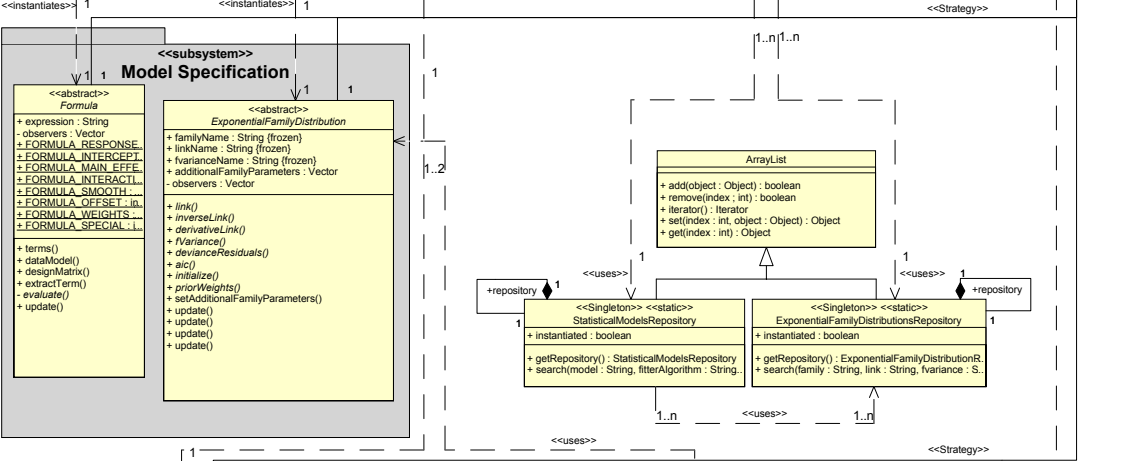 <<instantiates>>
1
<<instantiates>>
1
<<Strategy>>
1..n
1..n
<<subsystem>>
Model Specification
1
1
1
1
1
<<abstract>>
Formula
+ expression : String
- observers : Vector
+ FORMULA_RESPONSE..
+ FORMULA_INTERCEPT..
+ FORMULA_MAIN_EFFE..
+ FORMULA_INTERACTI..
+ FORMULA_SMOOTH : ...
+ FORMULA_OFFSET : in..
+ FORMULA_WEIGHTS :...
+ FORMULA_SPECIAL : i...
+ terms()
+ dataModel()
+ designMatrix()
+ extractTerm()
- evaluate()
+ update()
<<abstract>>
ExponentialFamilyDistribution
+ familyName : String {frozen}
+ linkName : String {frozen}
+ fvarianceName : String {frozen}
+ additionalFamilyParameters : Vector
- observers : Vector
+ link()
+ inverseLink()
+ derivativeLink()
+ fVariance()
+ devianceResiduals()
+ aic()
+ initialize()
+ priorWeights()
+ setAdditionalFamilyParameters()
+ update()
+ update()
+ update()
+ update()
1..2
ArrayList
+ add(object : Object) : boolean
+ remove(index ; int) : boolean
+ iterator() : Iterator
+ set(index : int, object : Object) : Object
+ get(index : int) : Object
1
<<uses>>
1
<<uses>>
+repository
1
1
1
+repository
1
<<Singleton>> <<static>>
StatisticalModelsRepository
+ instantiated : boolean
+ getRepository() : StatisticalModelsRepository
+ search(model : String, fitterAlgorithm : String..
<<Singleton>> <<static>>
ExponentialFamilyDistributionsRepository
+ instantiated : boolean
+ getRepository() : ExponentialFamilyDistributionR..
+ search(family : String, link : String, fvariance : S..
1..n
<<uses>>
1..n
<<uses>>
<<Strategy>>
1